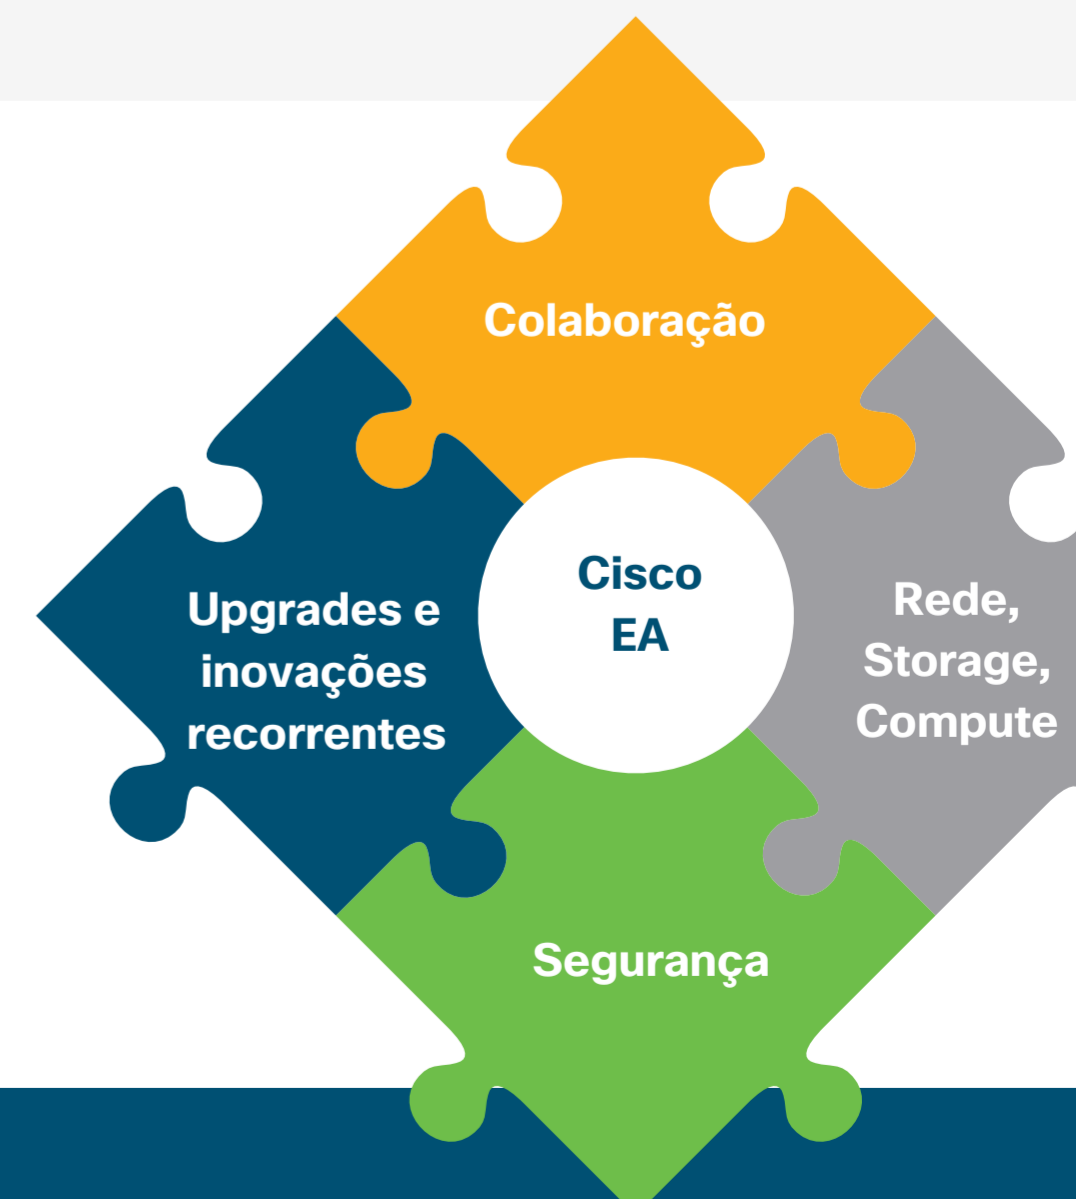 Colaboração
Cisco
EA
Upgrades e
inovações
recorrentes
Rede,
Storage,
Compute
Segurança